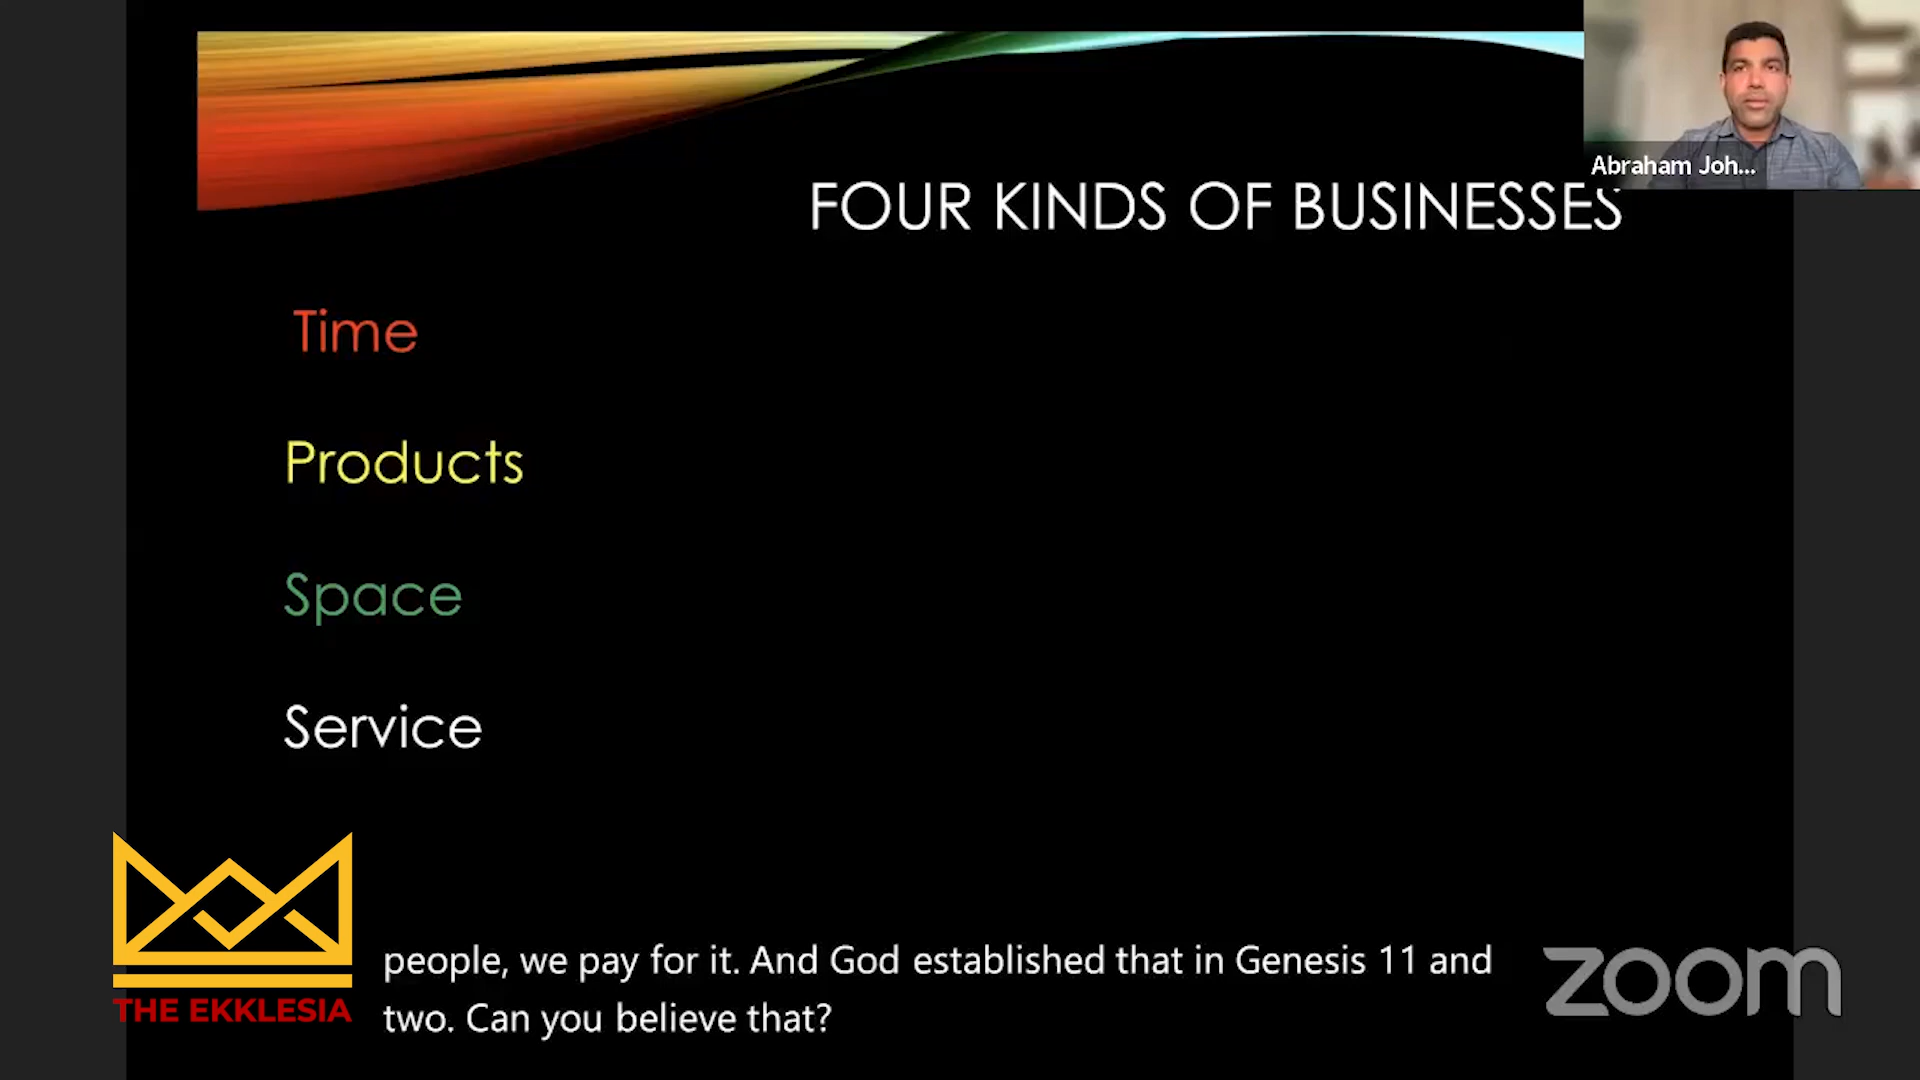 Abraham Joh...
FOUR KINDS OF BUSINESSES
Time
Products
Space
Service
THE EKKLESIA
people, we pay for it. And God established that in Genesis 11 and
two. Can you believe that?
zoom